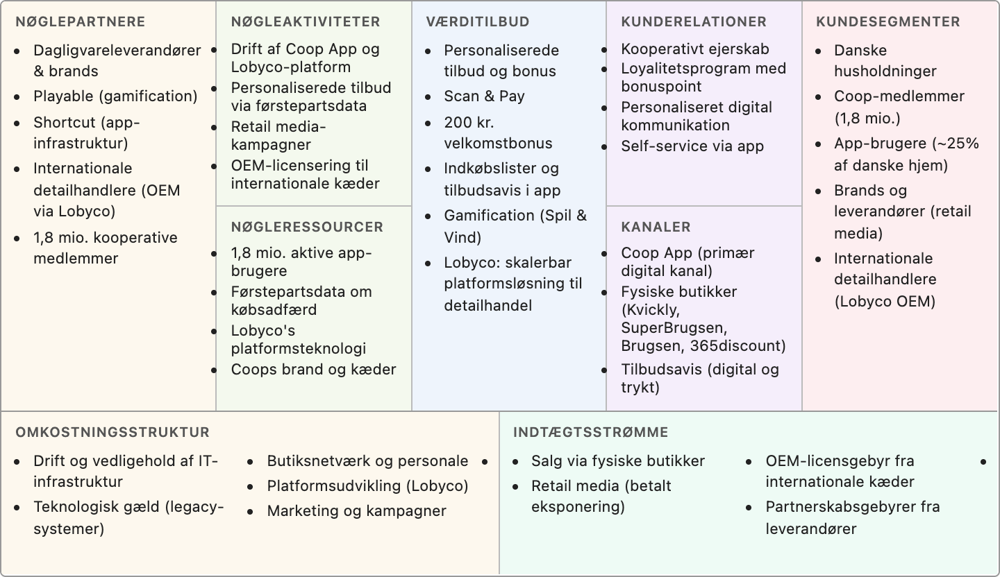 NØGLEPARTNERE
• Dagligvareleverandører
& brands
• Playable (gamification)
• Shortcut (app-
infrastruktur)
• Internationale
detailhandlere (OEM
via Lobyco)
• 1,8 mio. kooperative
medlemmer
NØGLEAKTIVITETER
• Drift af Coop App og
Lobyco-platform
• Personaliserede tilbud
via førstepartsdata
• Retail media-
kampagner
• OEM-licensering til
internationale kæder
NØGLERESSOURCER
• 1,8 mio. aktive app-
brugere
• Førstepartsdata om
købsadfærd
• Lobyco's
platformsteknologi
• Coops brand og kæder
VÆRDITILBUD
• Personaliserede
tilbud og bonus
• Scan & Pay
• 200 kr.
velkomstbonus
• Indkøbslister og
tilbudsavis i app
• Gamification (Spil &
Vind)
• Lobyco: skalerbar
platformsløsning til
detailhandel
KUNDERELATIONER
• Kooperativt ejerskab
• Loyalitetsprogram med
bonuspoint
• Personaliseret digital
kommunikation
• Self-service via app
KANALER
• Coop App (primær
digital kanal)
• Fysiske butikker
(Kvickly,
SuperBrugsen,
Brugsen, 365discount)
• Tilbudsavis (digital og
trykt)
KUNDESEGMENTER
• Danske
husholdninger
• Coop-medlemmer
(1,8 mio.)
• App-brugere (~25%
af danske hjem)
• Brands og
leverandører (retail
media)
• Internationale
detailhandlere
(Lobyco OEM)
OMKOSTNINGSSTRUKTUR
• Drift og vedligehold af IT-
infrastruktur
• Teknologisk gæld (legacy-
systemer)
• Butiksnetværk og personale
• Platformsudvikling (Lobyco)
• Marketing og kampagner
•
INDTÆGTSSTRØMME
• Salg via fysiske butikker
• Retail media (betalt
eksponering)
• OEM-licensgebyr fra
internationale kæder
• Partnerskabsgebyrer fra
leverandører
•